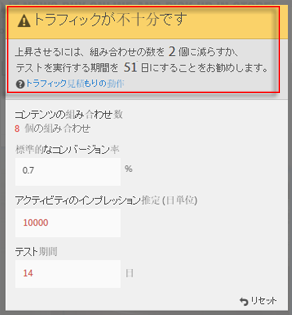 トラフィックが不十分です
上昇させるには、組み合わせの数を 2 個に減らすか、
テストを実行する期間を 51 日にすることをお勧めします。
トラフィック見積もりの動作
コンテンツの組み合わせ数
8 個の組み合わせ
標準的なコンバージョン率
0.7 %
アクティビティのインプレッション推定 (日単位)
10000
テスト期間
14 日
リセット